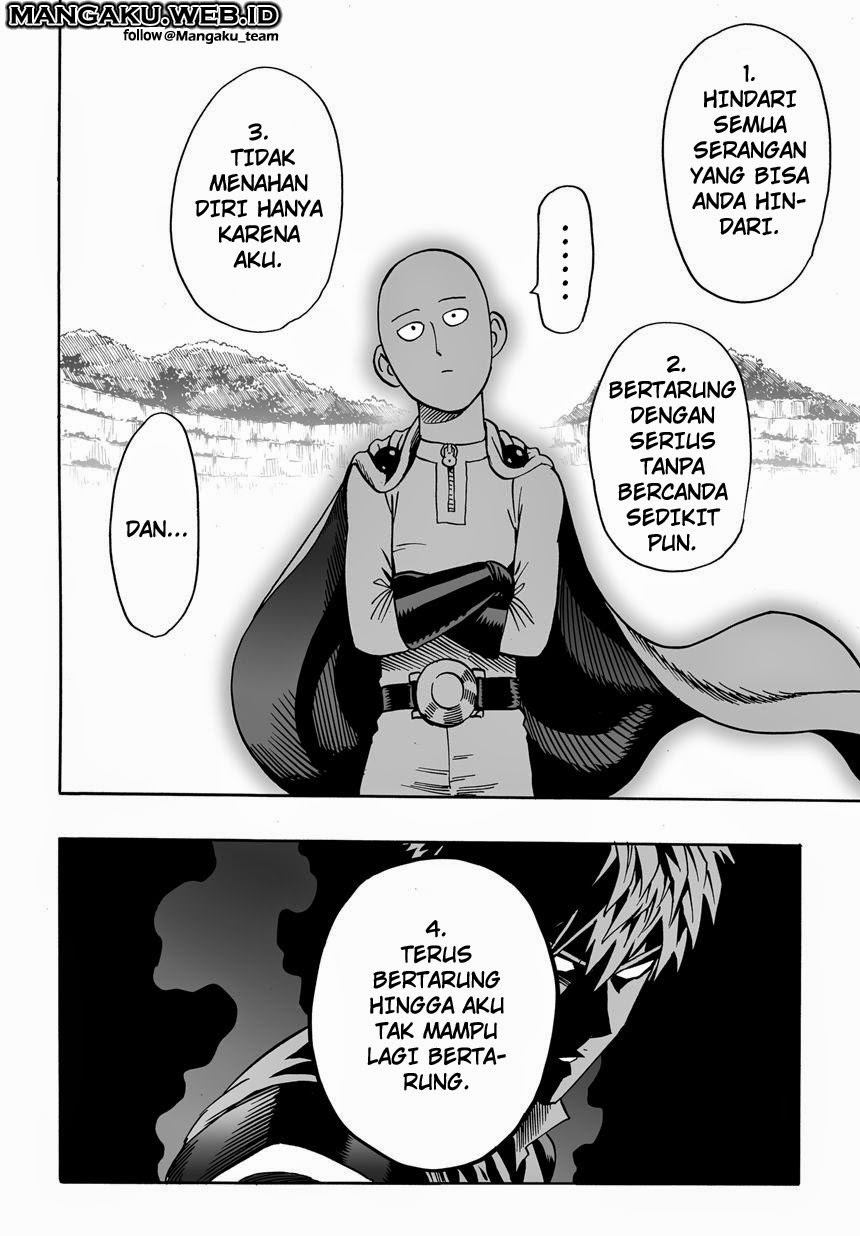 MANGAKU.WEB.ID
follow @Mangaku_team
1.
HINDARI
SEMUA
SERANGAN
YANG BISA
ANDA HIN-
DARI.
......
2.
BERTARUNG
DENGAN
SERIUS
TANPA
BERCANDA
SEDIKIT
PUN.
3.
TIDAK
MENAHAN
DIRI HANYA
KARENA
AKU.
DAN...
4.
TERUS
BERTARUNG
HINGGA AKU
TAK MAMPU
LAGI BERTA-
RUNG.